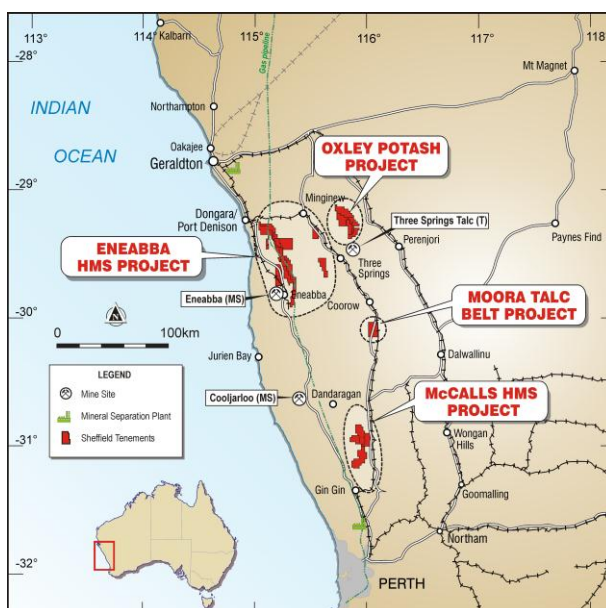 113°
114°
115°
116°
117°
118
-28°
-29°
-30°
-31°
-32°
Kalbarri
Gas pipeline
Mt Magnet
INDIAN
OCEAN
Northampton
Oakajee
Geraldton
OXLEY POTASH
PROJECT
Mingenew
Dongara/
Port Denison
Three Springs Talc (T)
Perenjori
Paynes Find
ENEABBA
HMS PROJECT
Three
Springs
Eneabba (MS)
Eneabba
Coorow
MOORA TALC
BELT PROJECT
0
100km
Jurien Bay
Dalwallinu
LEGEND
Mine Site
Mineral Separation Plant
Sheffield Tenements
Cooljarloo (MS)
Dandaragan
McCALLS HMS
PROJECT
Wongan
Hills
Gin Gin
Goomalling
Northam
PERTH